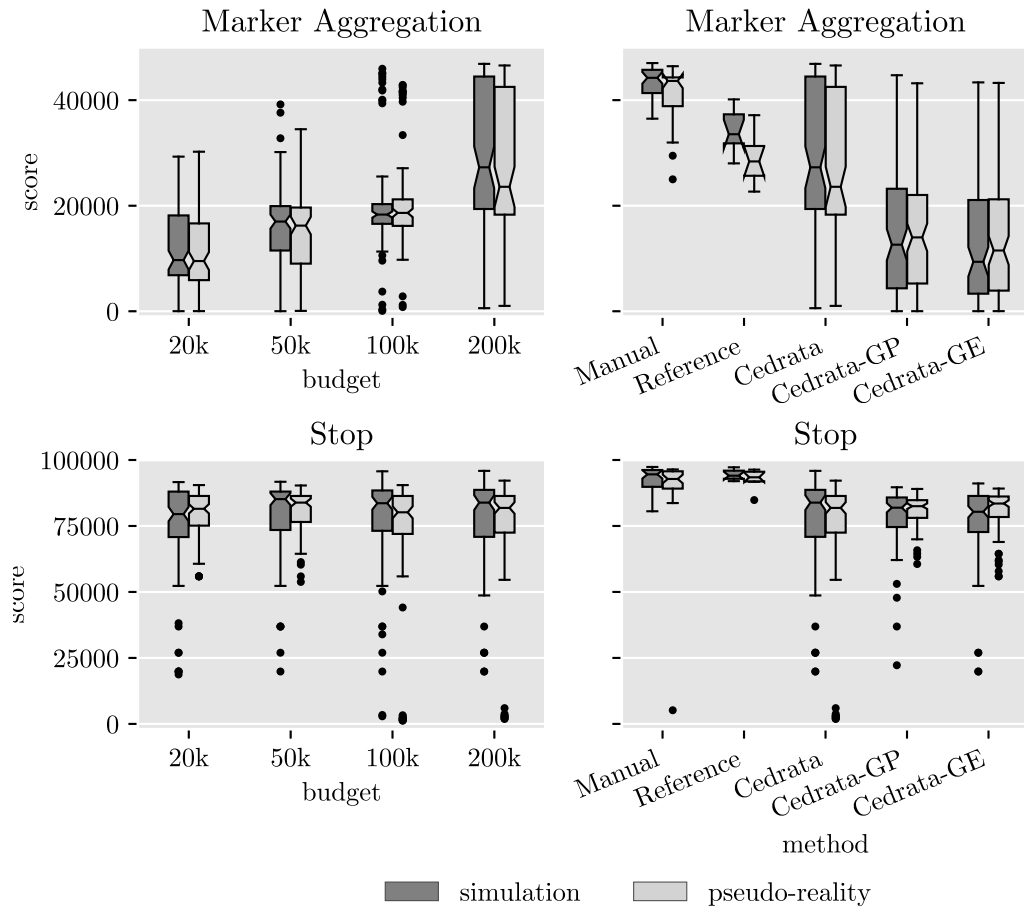 Marker Aggregation
Marker Aggregation
score
40000
20000
0
20k
50k
100k
200k
budget
Manual
Reference
Cedrata
Cedrata-GP
Cedrata-GE
Stop
Stop
score
100000
75000
50000
25000
0
20k
50k
100k
200k
budget
Manual
Reference
Cedrata
Cedrata-GP
Cedrata-GE
method
simulation
pseudo-reality